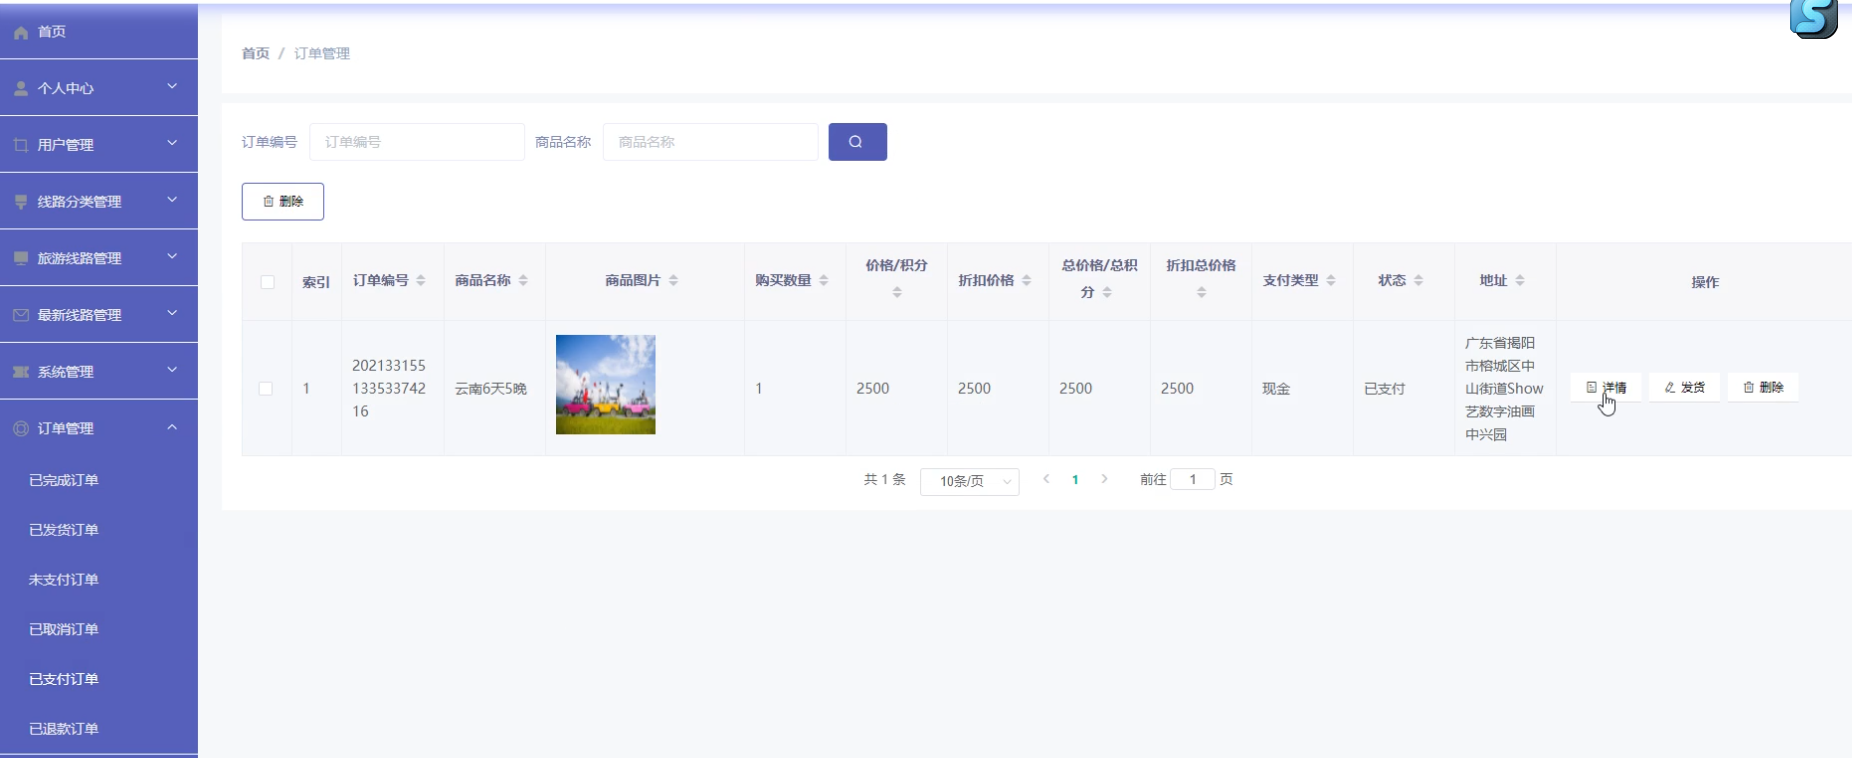 首页
个人中心
用户管理
线路分类管理
旅游线路管理
最新线路管理
系统管理
订单管理
已完成订单
已发货订单
未支付订单
已取消订单
已支付订单
已退款订单
首页 / 订单管理
订单编号 订单编号 商品名称 商品名称
删除
索引 订单编号 商品名称 商品图片 购买数量 价格/积分 折扣价格 总价格/总积分 折扣总价格 支付类型 状态 地址 操作
1 20213315513353374216 云南6天5晚 1 2500 2500 2500 2500 现金 已支付
广东省揭阳
市榕城区中
山街道Show
艺数字油画
中兴园
详情 发货 删除
共 1 条 10条/页 1 前往 1 页